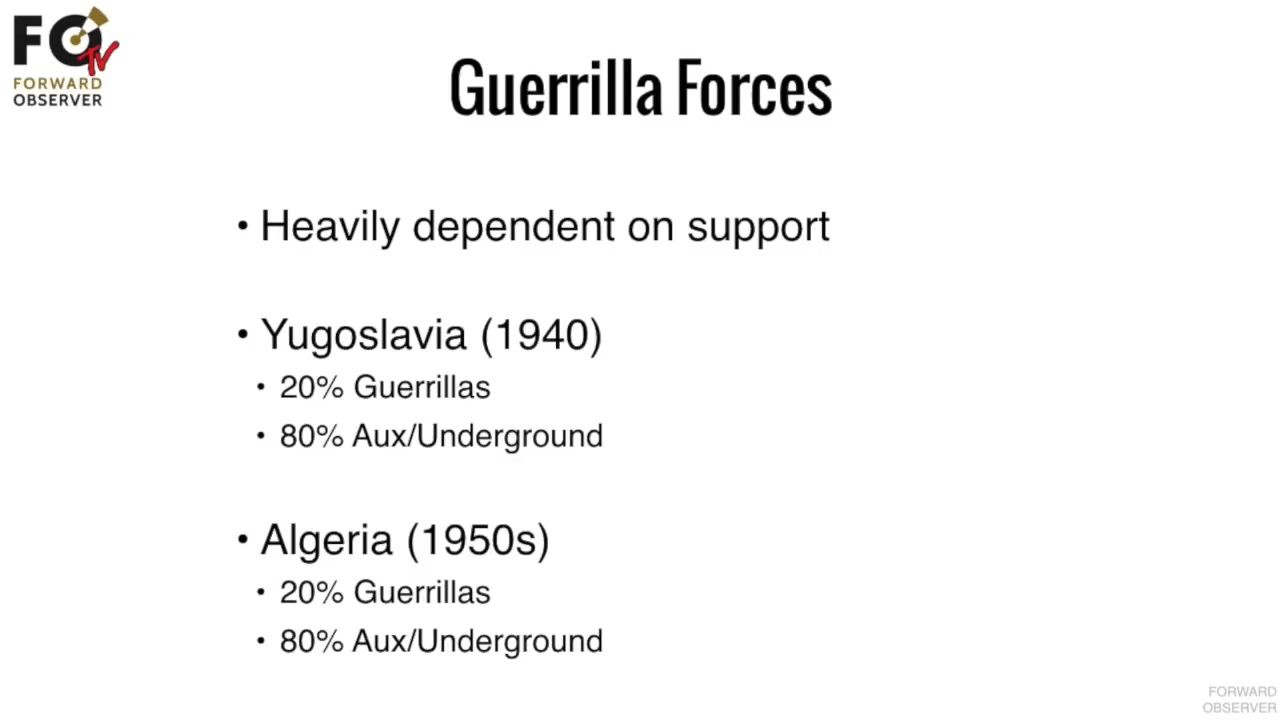 FO
TV
FORWARD
OBSERVER
Guerrilla Forces
• Heavily dependent on support
• Yugoslavia (1940)
• 20% Guerrillas
• 80% Aux/Underground
• Algeria (1950s)
• 20% Guerrillas
• 80% Aux/Underground
FORWARD
OBSERVER